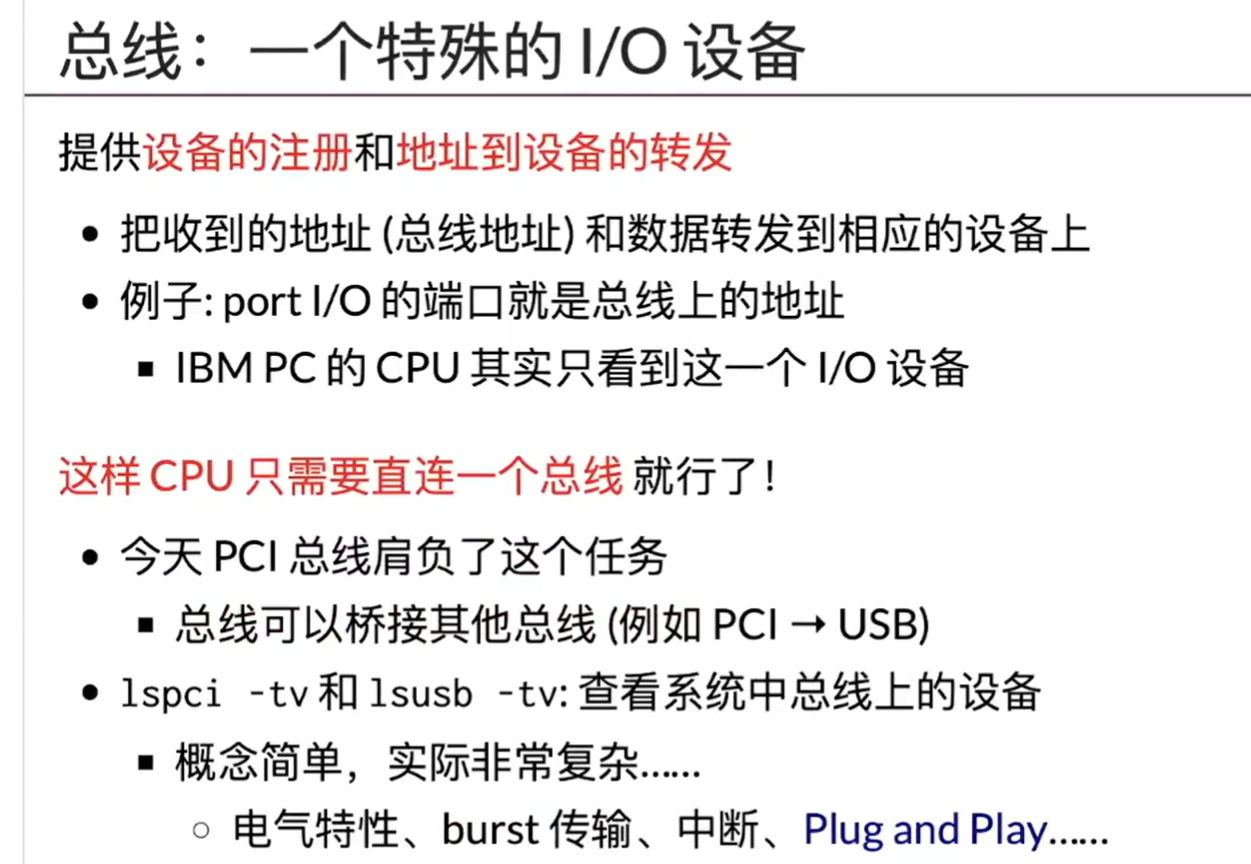 总线：一个特殊的 I/O 设备
提供设备的注册和地址到设备的转发
把收到的地址 (总线地址) 和数据转发到相应的设备上
例子: port I/O 的端口就是总线上的地址
IBM PC 的 CPU 其实只看到这一个 I/O 设备
这样 CPU 只需要直连一个总线 就行了！
今天 PCI 总线肩负了这个任务
总线可以桥接其他总线 (例如 PCI → USB)
lspci -tv 和 lsusb -tv: 查看系统中总线上的设备
概念简单，实际非常复杂……
电气特性、burst 传输、中断、Plug and Play……